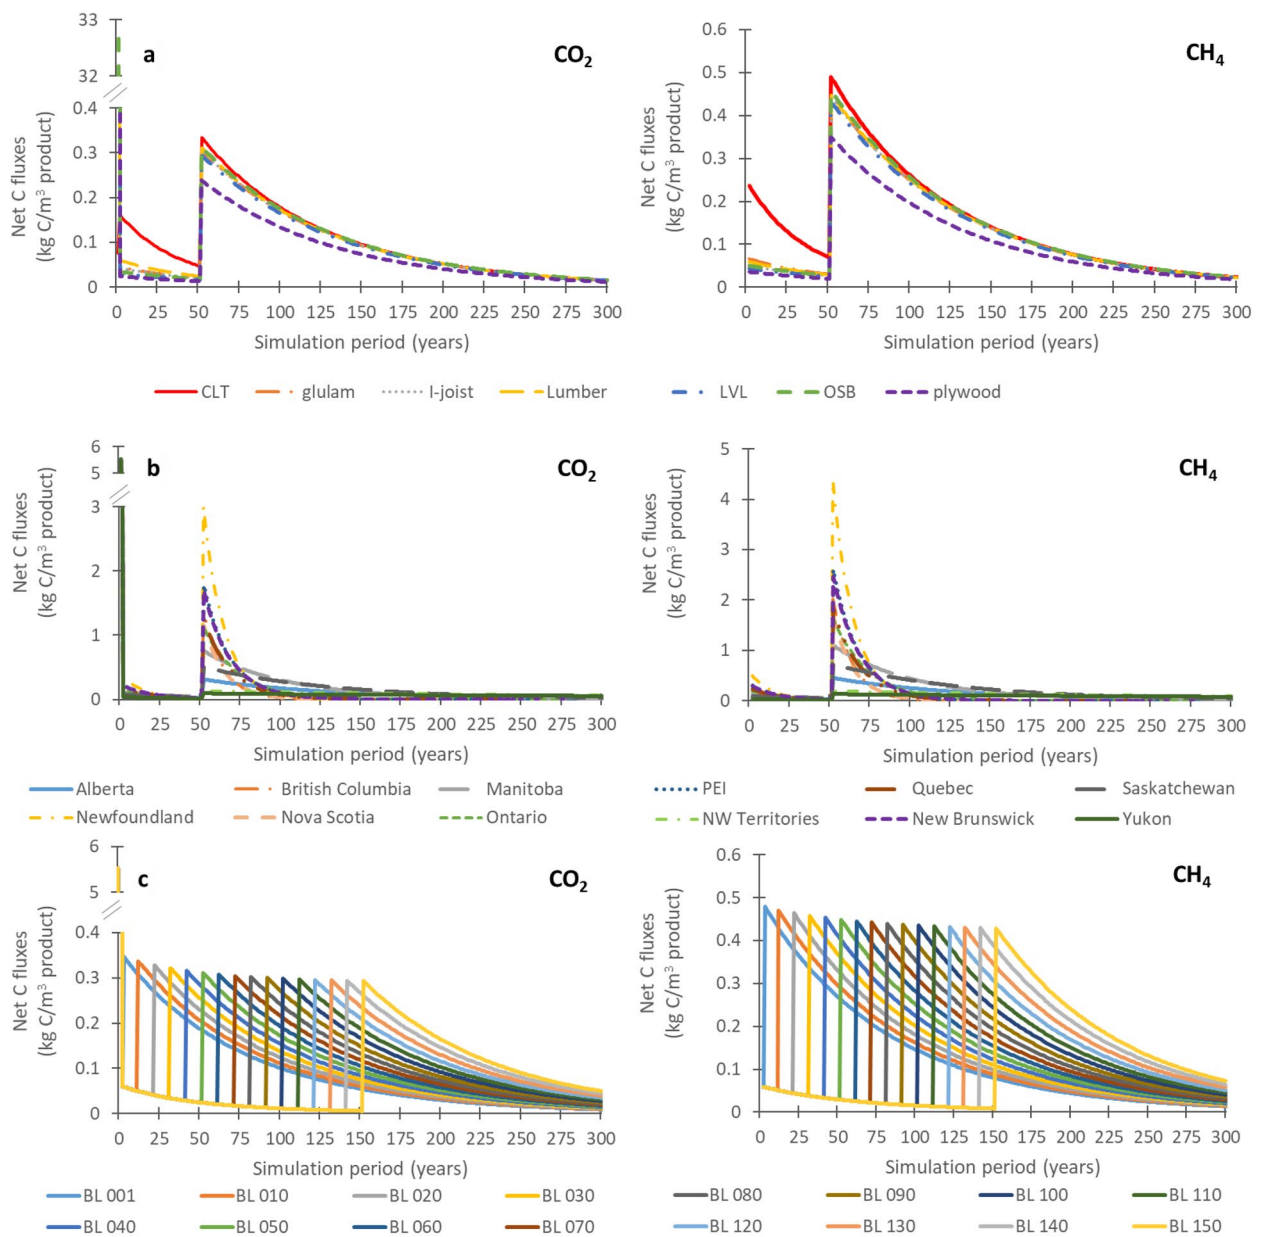 33
32
0.4
0.3
0.2
0.1
0
a
CO2
Net C fluxes
(kg C/m3 product)
0 25 50 75 100 125 150 175 200 225 250 275 300
Simulation period (years)
0.6
0.5
0.4
0.3
0.2
0.1
0
CH4
Net C fluxes
(kg C/m3 product)
0 25 50 75 100 125 150 175 200 225 250 275 300
Simulation period (years)
CLT glulam I-joist Lumber LVL OSB plywood
6
5
3
2
1
0
b
CO2
Net C fluxes
(kg C/m3 product)
0 25 50 75 100 125 150 175 200 225 250 275 300
Simulation period (years)
5
4
3
2
1
0
CH4
Net C fluxes
(kg C/m3 product)
0 25 50 75 100 125 150 175 200 225 250 275 300
Simulation period (years)
Alberta British Columbia Manitoba PEI Quebec Saskatchewan
Newfoundland Nova Scotia Ontario NW Territories New Brunswick Yukon
6
5
0.4
0.3
0.2
0.1
0
c
CO2
Net C fluxes
(kg C/m3 product)
0 25 50 75 100 125 150 175 200 225 250 275 300
Simulation period (years)
0.6
0.5
0.4
0.3
0.2
0.1
0
CH4
Net C fluxes
(kg C/m3 product)
0 25 50 75 100 125 150 175 200 225 250 275 300
Simulation period (years)
BL 001 BL 010 BL 020 BL 030 BL 080 BL 090 BL 100 BL 110
BL 040 BL 050 BL 060 BL 070 BL 120 BL 130 BL 140 BL 150